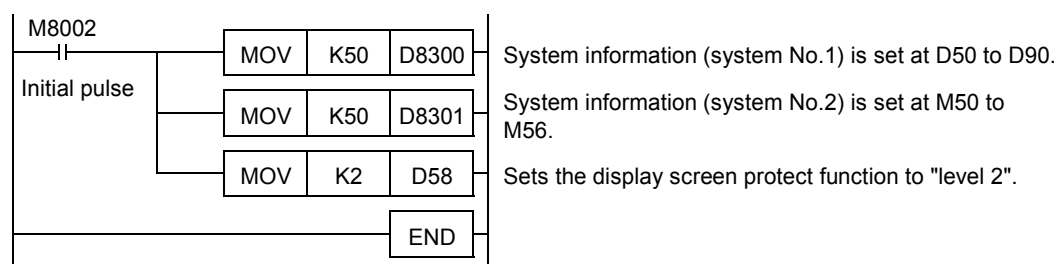 M8002
MOV K50 D8300 System information (system No.1) is set at D50 to D90.
Initial pulse
MOV K50 D8301 System information (system No.2) is set at M50 to
M56.
MOV K2 D58 Sets the display screen protect function to "level 2".
END